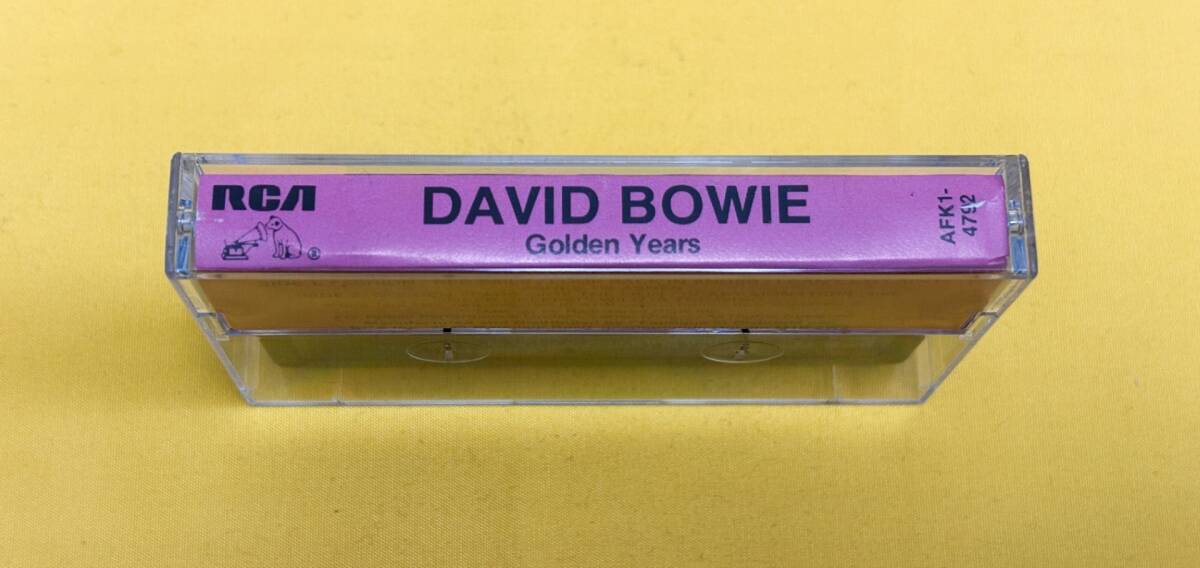 RCA
DAVID BOWIE
Golden Years
®
AFK1-
4792